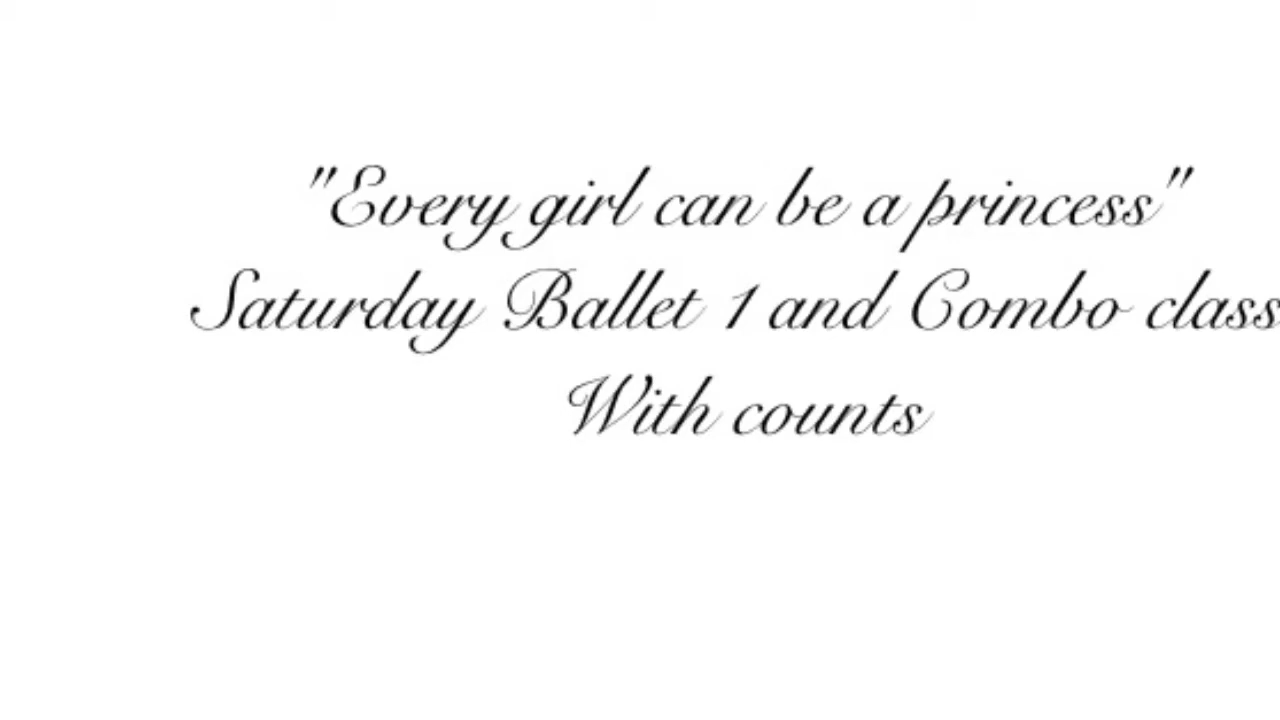 "Every girl can be a princess"
Saturday Ballet 1 and Combo class
With counts